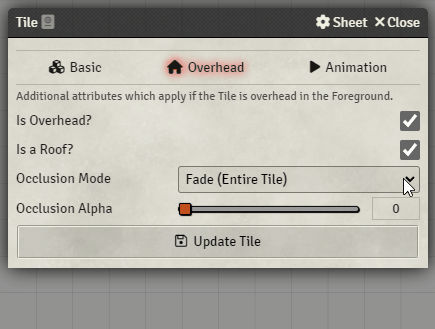 Tile Sheet Close
Basic Overhead Animation
Additional attributes which apply if the Tile is overhead in the Foreground.
Is Overhead?
Is a Roof?
Occlusion Mode Fade (Entire Tile)
Occlusion Alpha 0
Update Tile